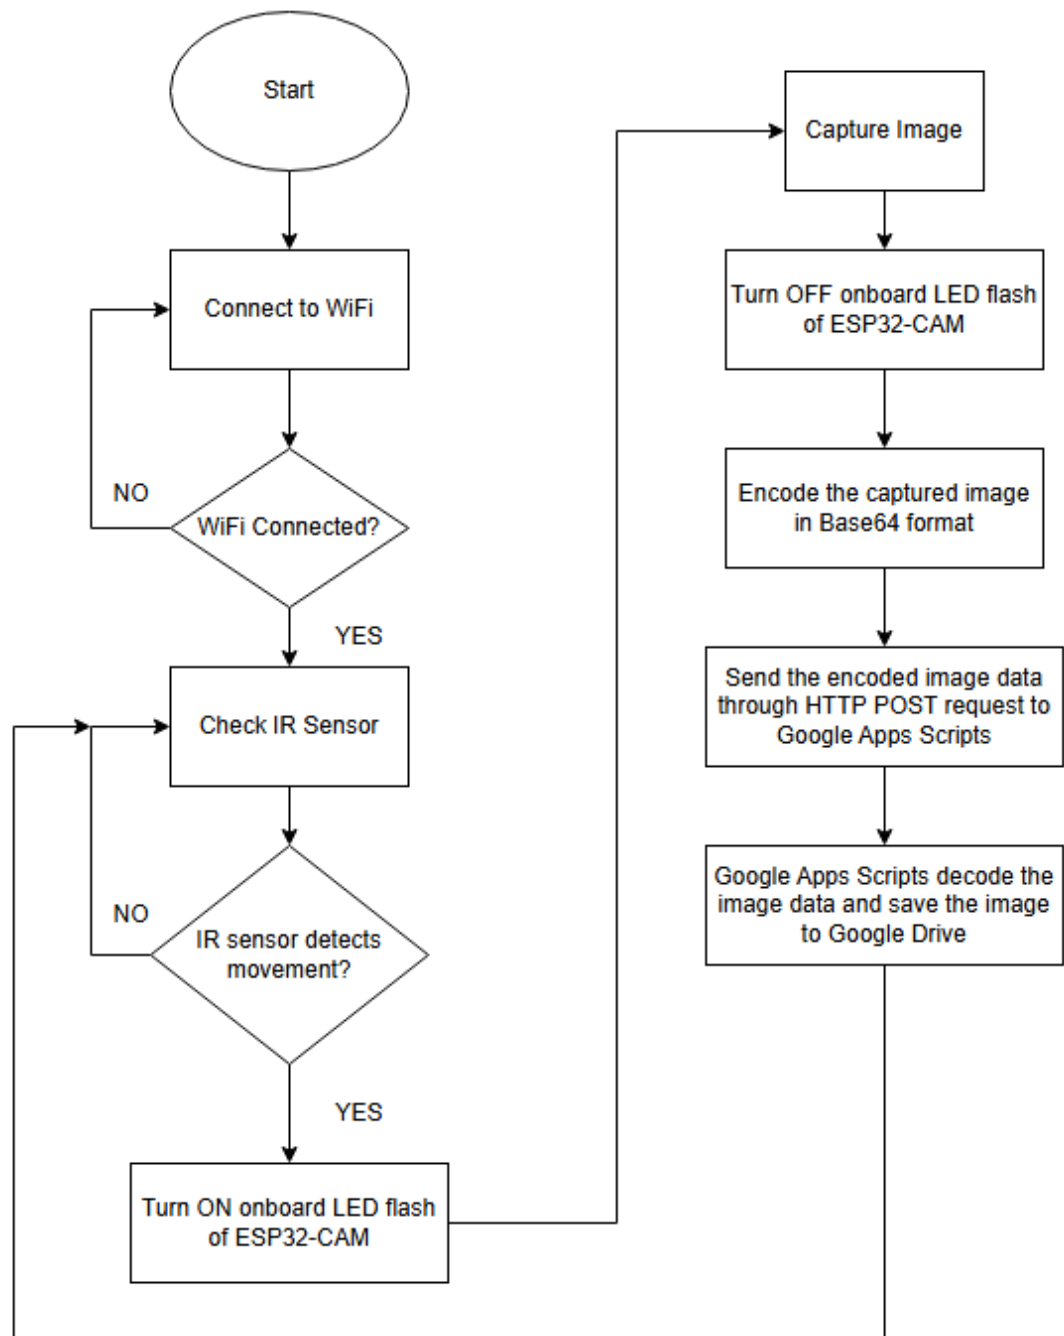 Start
Connect to WiFi
NO
WiFi Connected?
YES
Check IR Sensor
NO
IR sensor detects
movement?
YES
Turn ON onboard LED flash
of ESP32-CAM
Capture Image
Turn OFF onboard LED flash
of ESP32-CAM
Encode the captured image
in Base64 format
Send the encoded image data
through HTTP POST request to
Google Apps Scripts
Google Apps Scripts decode the
image data and save the image
to Google Drive